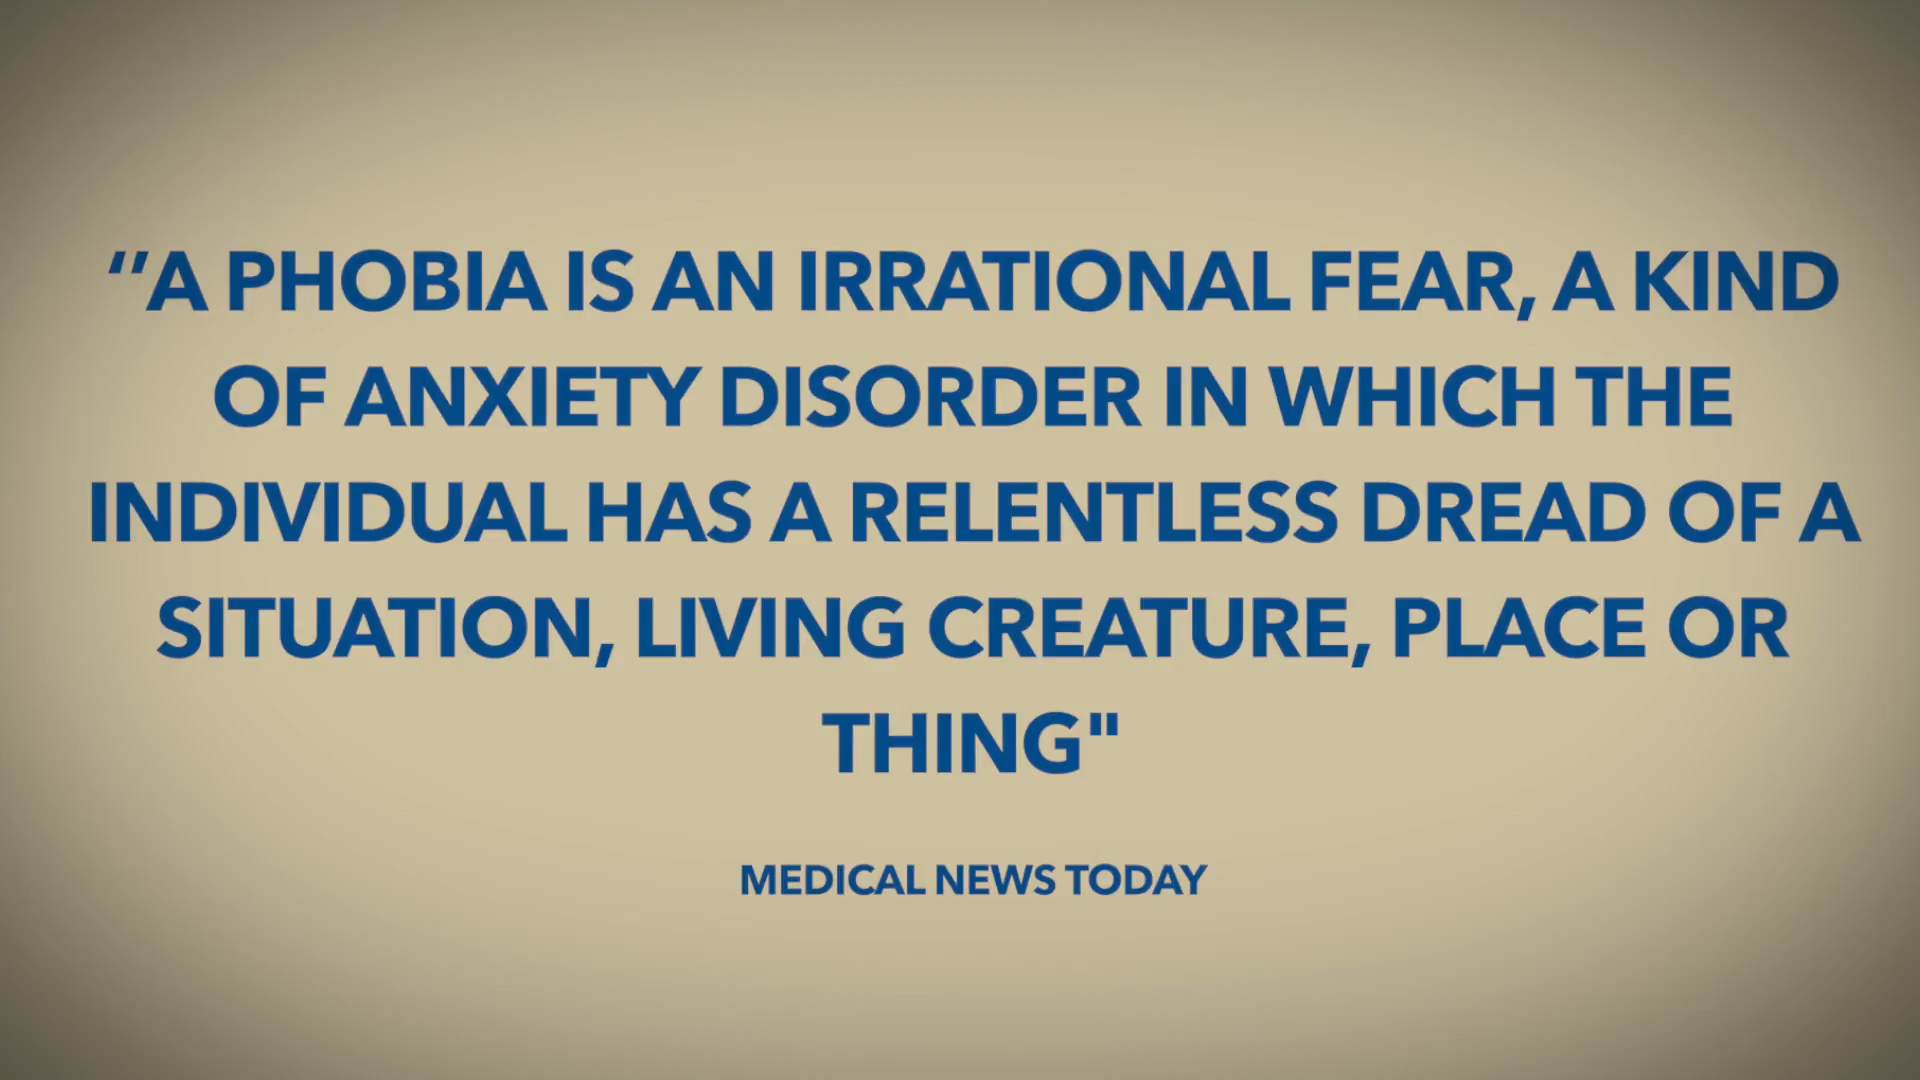 ‘’A PHOBIA IS AN IRRATIONAL FEAR, A KIND
OF ANXIETY DISORDER IN WHICH THE
INDIVIDUAL HAS A RELENTLESS DREAD OF A
SITUATION, LIVING CREATURE, PLACE OR
THING"
MEDICAL NEWS TODAY